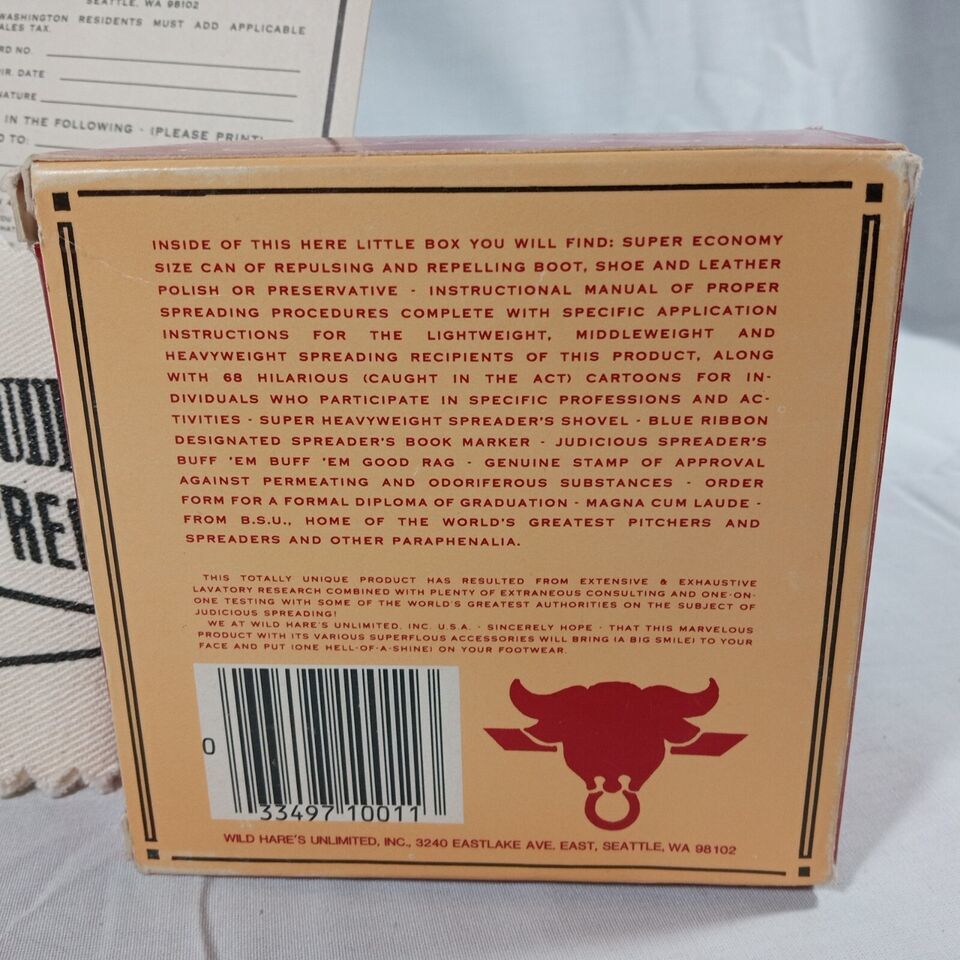 SEATTLE, WA 98102
WASHINGTON RESIDENTS MUST ADD APPLICABLE
SALES TAX.
RD NO.
IR. DATE
NATURE
IN THE FOLLOWING - (PLEASE PRINT)
TO:
INSIDE OF THIS HERE LITTLE BOX YOU WILL FIND: SUPER ECONOMY
SIZE CAN OF REPULSING AND REPELLING BOOT, SHOE AND LEATHER
POLISH OR PRESERVATIVE - INSTRUCTIONAL MANUAL OF PROPER
SPREADING PROCEDURES COMPLETE WITH SPECIFIC APPLICATION
INSTRUCTIONS FOR THE LIGHTWEIGHT, MIDDLEWEIGHT AND
HEAVYWEIGHT SPREADING RECIPIENTS OF THIS PRODUCT, ALONG
WITH 68 HILARIOUS (CAUGHT IN THE ACT) CARTOONS FOR IN-
DIVIDUALS WHO PARTICIPATE IN SPECIFIC PROFESSIONS AND AC-
TIVITIES - SUPER HEAVYWEIGHT SPREADER'S SHOVEL - BLUE RIBBON
DESIGNATED SPREADER'S BOOK MARKER - JUDICIOUS SPREADER'S
BUFF 'EM BUFF 'EM GOOD RAG - GENUINE STAMP OF APPROVAL
AGAINST PERMEATING AND ODORIFEROUS SUBSTANCES - ORDER
FORM FOR A FORMAL DIPLOMA OF GRADUATION - MAGNA CUM LAUDE -
FROM B.S.U., HOME OF THE WORLD'S GREATEST PITCHERS AND
SPREADERS AND OTHER PARAPHENALIA.
THIS TOTALLY UNIQUE PRODUCT HAS RESULTED FROM EXTENSIVE & EXHAUSTIVE
LAVATORY RESEARCH COMBINED WITH PLENTY OF EXTRANEOUS CONSULTING AND ONE-ON-
ONE TESTING WITH SOME OF THE WORLD'S GREATEST AUTHORITIES ON THE SUBJECT OF
JUDICIOUS SPREADING!
WE AT WILD HARE'S UNLIMITED, INC. U.S.A. - SINCERELY HOPE - THAT THIS MARVELOUS
PRODUCT WITH ITS VARIOUS SUPERFLOUS ACCESSORIES WILL BRING (A BIG SMILE) TO YOUR
FACE AND PUT (ONE HELL-OF-A-SHINE) ON YOUR FOOTWEAR.
0 33497 10011
WILD HARE'S UNLIMITED, INC., 3240 EASTLAKE AVE. EAST, SEATTLE, WA 98102